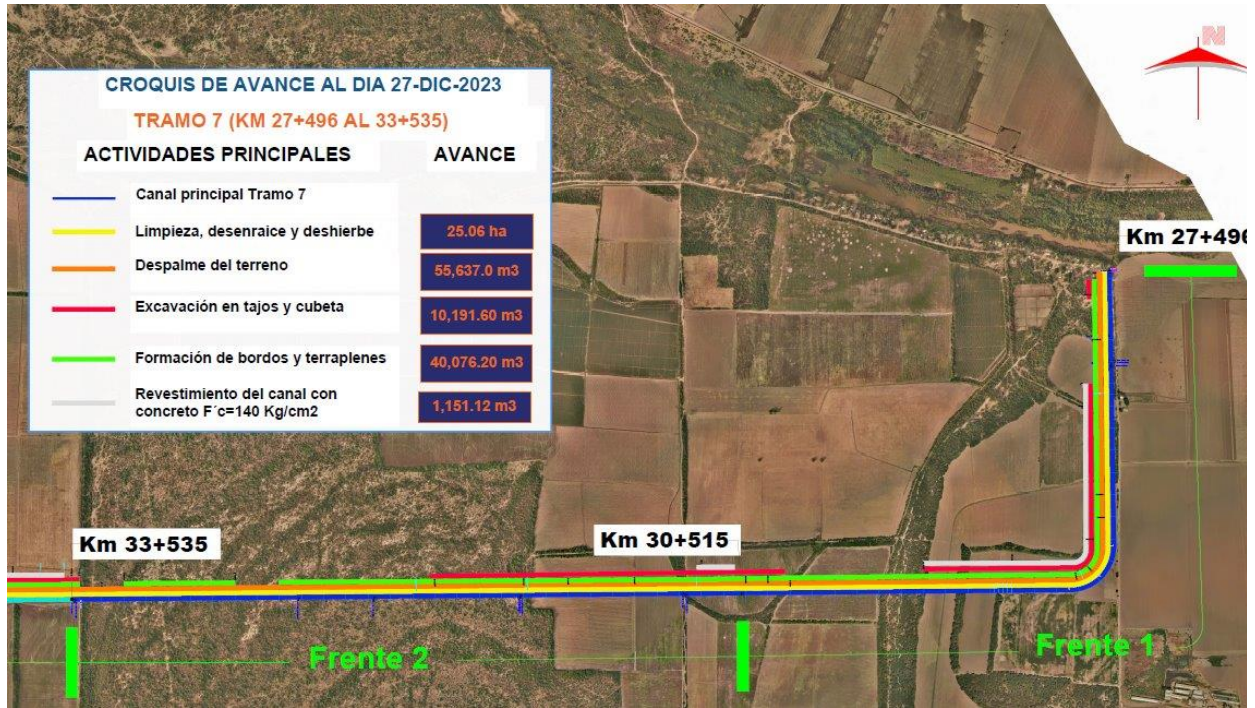 N
CROQUIS DE AVANCE AL DIA 27-DIC-2023
TRAMO 7 (KM 27+496 AL 33+535)
ACTIVIDADES PRINCIPALES AVANCE
Canal principal Tramo 7
Limpieza, desenraice y deshierbe 25.06 ha
Despalme del terreno 55,637.0 m3
Excavación en tajos y cubeta 10,191.60 m3
Formación de bordos y terraplenes 40,076.20 m3
Revestimiento del canal con
concreto F´c=140 Kg/cm2 1,151.12 m3
Km 27+496
Km 33+535
Km 30+515
Frente 2
Frente 1